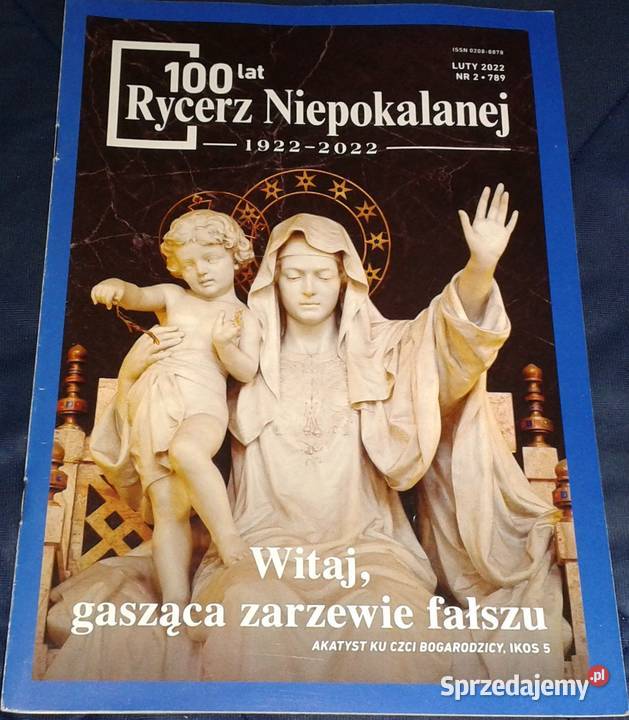 ISSN 0208-8878
LUTY 2022
NR 2 • 789
100 lat
Rycerz Niepokalanej
1922-2022
Witaj,
gasząca zarzewie fałszu
AKATYST KU CZCI BOGARODZICY, IKOS 5
Sprzedajemy.pl